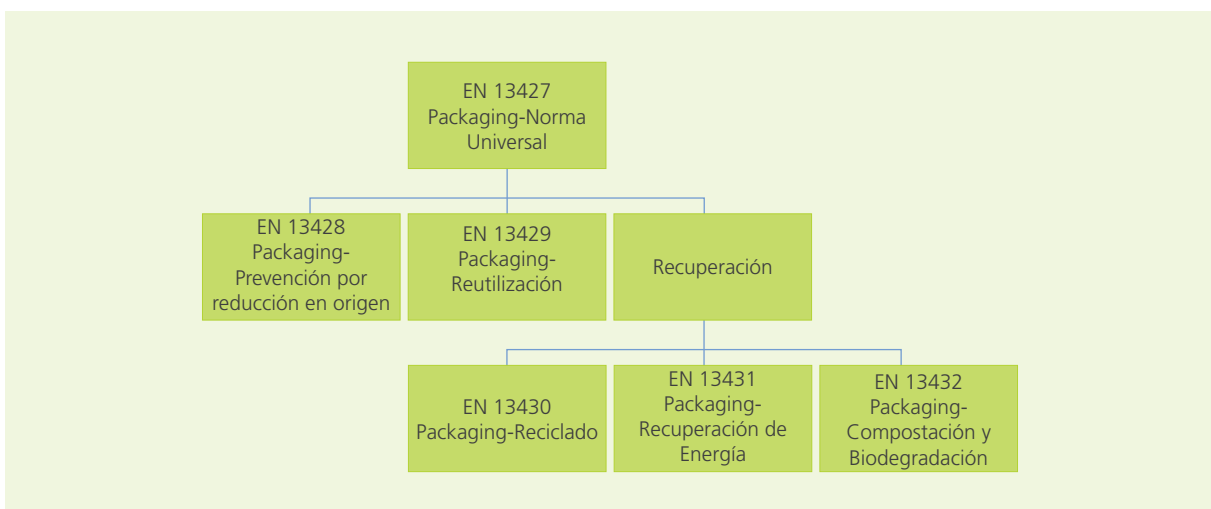 EN 13427
Packaging-Norma
Universal
EN 13428
Packaging-
Prevención por
reducción en origen
EN 13429
Packaging-
Reutilización
Recuperación
EN 13430
Packaging-Reciclado
EN 13431
Packaging-
Recuperación de
Energía
EN 13432
Packaging-
Compostación y
Biodegradación